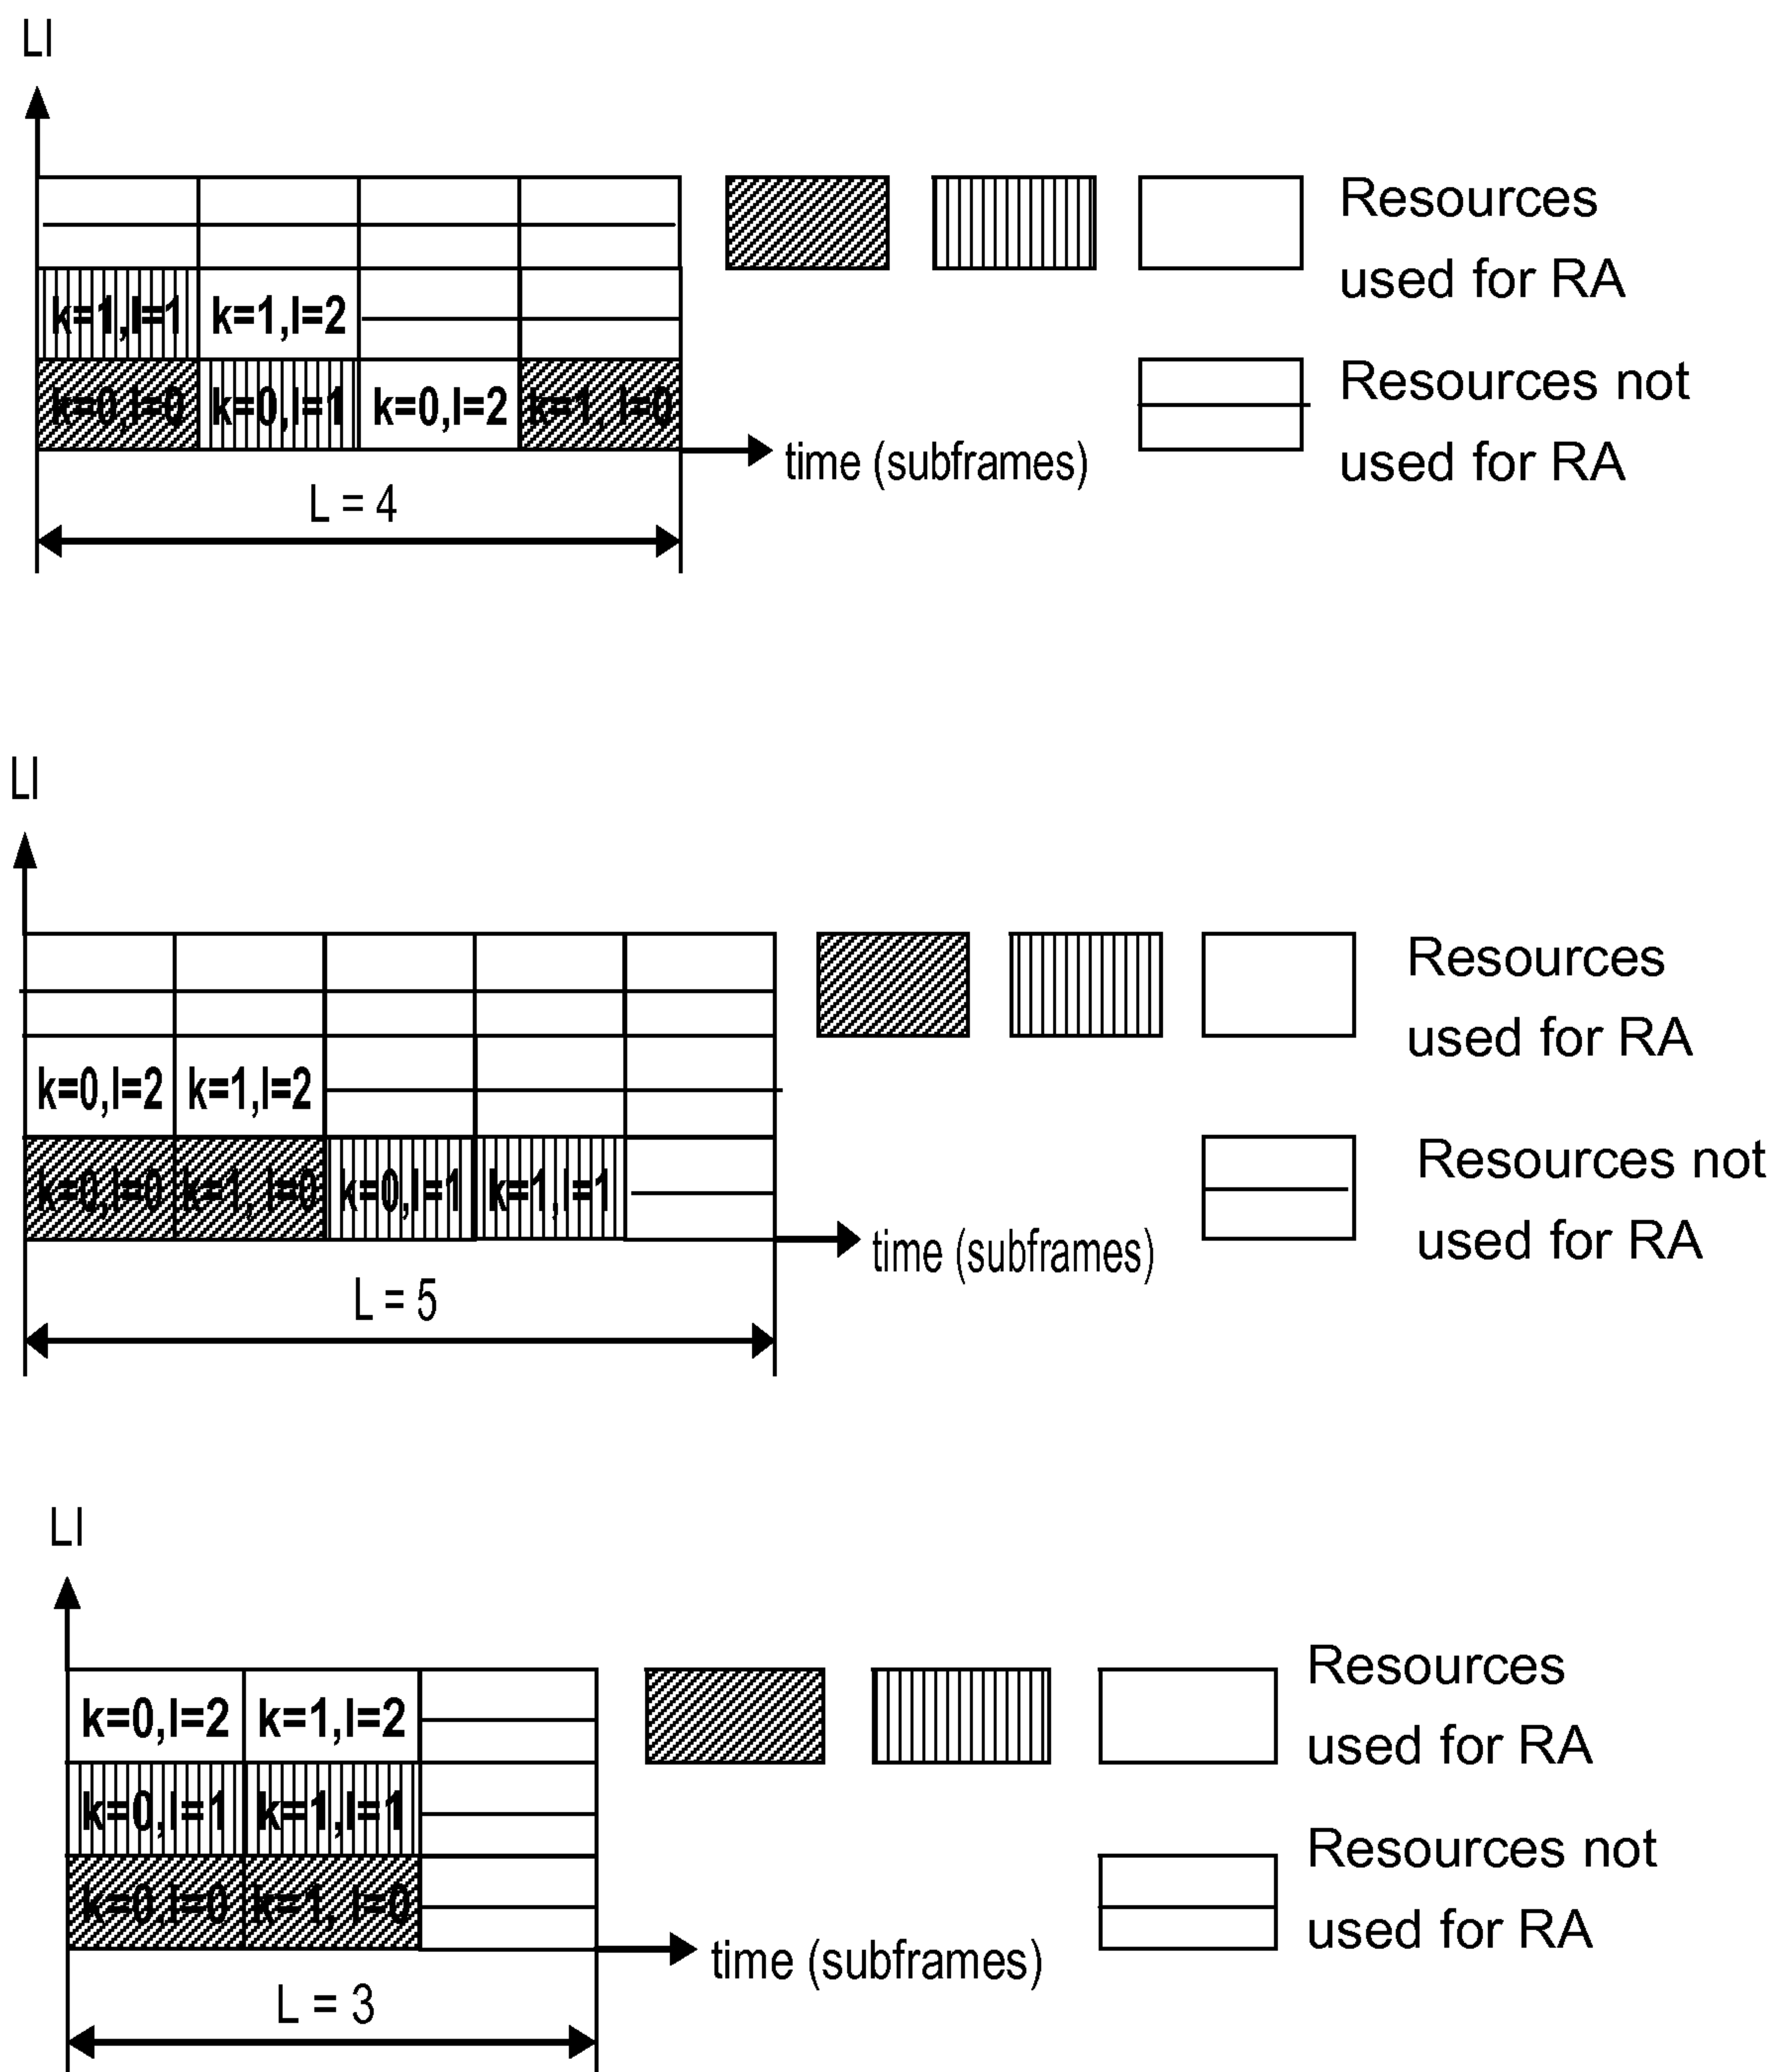 LI
Resources
used for RA
k=1,l=1 k=1,l=2
k=0,l=0 k=0,l=1 k=0,l=2 k=1, l=0
Resources not
used for RA
time (subframes)
L = 4
LI
Resources
used for RA
k=0,l=2 k=1,l=2
k=0,l=0 k=1, l=0 k=0,l=1 k=1,l=1
Resources not
used for RA
time (subframes)
L = 5
LI
Resources
used for RA
k=0,l=2 k=1,l=2
k=0,l=1 k=1,l=1
k=0,l=0 k=1, l=0
Resources not
used for RA
time (subframes)
L = 3